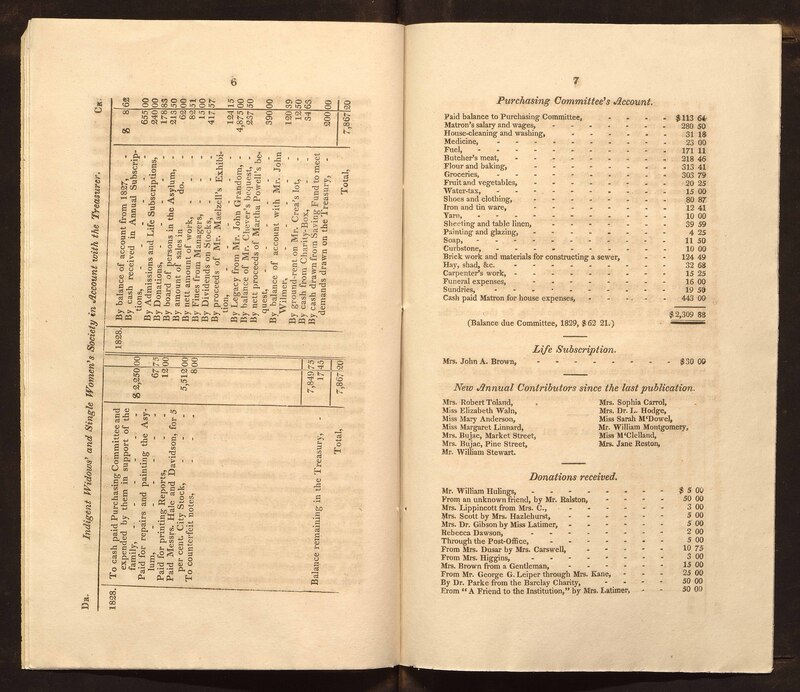 6
Dr. Indigent Widows' and Single Women's Society in Account with the Treasurer. Cr.
1828. To cash paid Purchasing Committee and
expended by them in support of the
family, - - - - $ 2,250 00
Paid for repairs and painting the Asy-
lum, - - - - 67 75
Paid for printing Reports, - - 12 00
Paid Messrs. Hale and Davidson, for 5
per cent. City Stock, - - 5,512 00
To counterfeit notes, - - - 8 00
7,849 75
Balance remaining in the Treasury, - 17 45
Total, 7,867 20
1828. By balance of account from 1827, - $ 8 62
By cash received in Annual Subscrip-
tions, - - - - 655 00
By Admissions and Life Subscriptions, 240 00
By Donations, - - - - 178 83
By board of persons in the Asylum, 213 50
By amount of sales in do. 62 00
By nett amount of work, - - 82 51
By Fines from Managers, - - 15 00
By Dividends on Stocks, - - 417 57
By proceeds of Mr. Maelzell's Exhibi-
tion, - - - - 124 15
By Legacy from Mr. John Grandom, 4,875 00
By balance of Mr. Chever's bequest, 237 50
By nett proceeds of Martha Powell's be-
quest, - - - - 390 00
By balance of account with Mr. John
Wilmer, - - - - 120 39
By ground-rent on Mr. Crea's lot, 12 50
By cash from Charity-Box, - - 34 63
By cash drawn from Saving Fund to meet
demands drawn on the Treasury, - 200 00
Total, 7,867 20
7
Purchasing Committee's Account.
Paid balance to Purchasing Committee, - - - - $113 64
Matron's salary and wages, - - - - 280 50
House-cleaning and washing, - - - - 31 18
Medicine, - - - - 23 00
Fuel, - - - - 171 11
Butcher's meat, - - - - 218 46
Flour and baking, - - - - 313 41
Groceries, - - - - 303 79
Fruit and vegetables, - - - - 20 25
Water-tax, - - - - 15 00
Shoes and clothing, - - - - 80 87
Iron and tin ware, - - - - 12 41
Yarn, - - - - 10 00
Sheeting and table linen, - - - - 39 59
Painting and glazing, - - - - 4 25
Soap, - - - - 11 50
Curbstone, - - - - 10 00
Brick work and materials for constructing a sewer, - - - 124 49
Hay, shad, &c. - - - - 32 68
Carpenter's work, - - - - 15 25
Funeral expenses, - - - - 16 00
Sundries, - - - - 19 59
Cash paid Matron for house expenses, - - - - 443 00
$2,309 88
(Balance due Committee, 1829, $62 21.)
Life Subscription.
Mrs. John A. Brown, - - - - $30 00
New Annual Contributors since the last publication.
Mrs. Robert Toland,
Miss Elizabeth Waln,
Miss Mary Anderson,
Miss Margaret Linnard,
Mrs. Bujac, Market Street,
Mrs. Bujac, Pine Street,
Mr. William Stewart.
Mrs. Sophia Carrol,
Mrs. Dr. L. Hodge,
Miss Sarah M'Dowel,
Mr. William Montgomery,
Miss M'Clelland,
Mrs. Jane Reston,
Donations received.
Mr. William Hulings, - - - - $ 5 00
From an unknown friend, by Mr. Ralston, - - - - 50 00
Mrs. Lippincott from Mrs. C., - - - - 3 00
Mrs. Scott by Mrs. Hazlehurst, - - - - 5 00
Mrs. Dr. Gibson by Miss Latimer, - - - - 5 00
Rebecca Dawson, - - - - 2 00
Through the Post-Office, - - - - 5 00
From Mrs. Dusar by Mrs. Carswell, - - - - 10 75
From Mrs. Higgins, - - - - 3 00
Mrs. Brown from a Gentleman, - - - - 15 00
From Mr. George G. Leiper through Mrs. Kane, - - - 25 00
By Dr. Parke from the Barclay Charity, - - - - 50 00
From "A Friend to the Institution," by Mrs. Latimer, - - 50 00